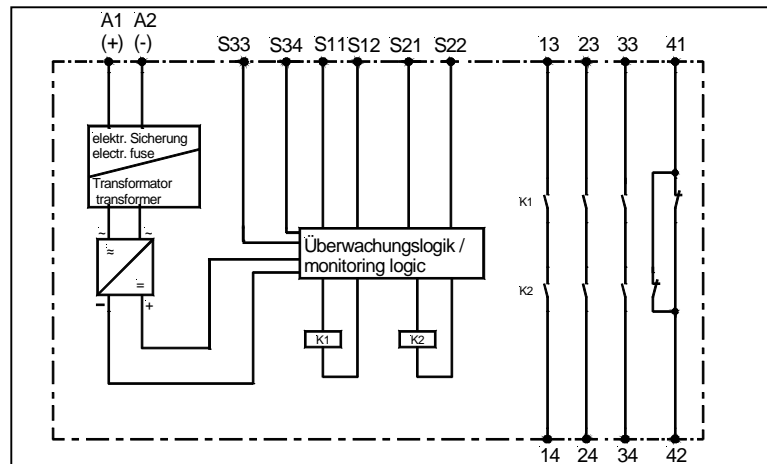 A1 A2
(+) (-) S33 S34 S11 S12 S21 S22 13 23 33 41
elektr. Sicherung
electr. fuse
Transformator
transformer
~ ~
≈
=
− +
Überwachungslogik /
monitoring logic
K1 K2
K1
K2
14 24 34 42